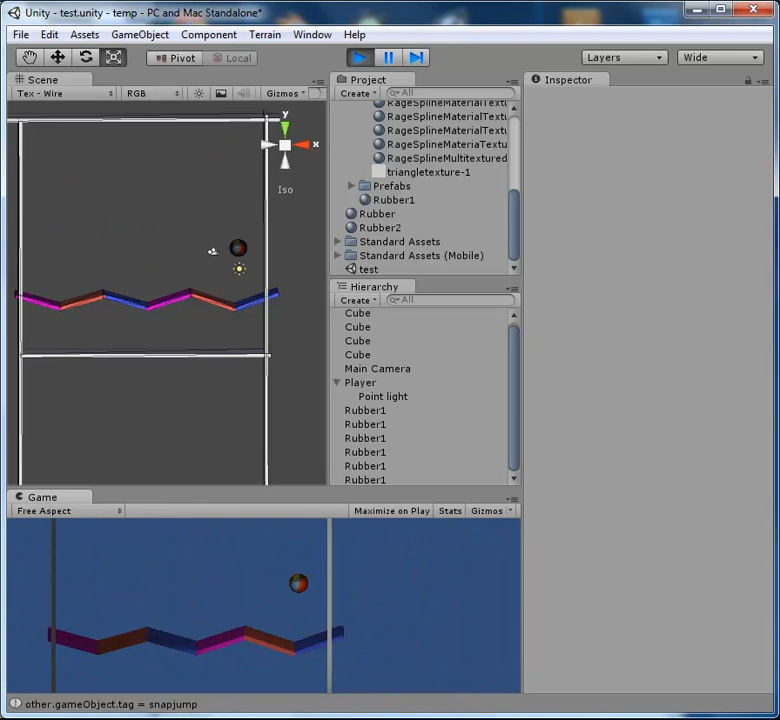 Unity - test.unity - temp - PC and Mac Standalone*
File Edit Assets GameObject Component Terrain Window Help
Pivot Local Layers Wide
Scene
Tex - Wire RGB Gizmos
y
x
Iso
Project
Create All
RageSplineMaterialTextu
RageSplineMaterialTextu
RageSplineMaterialTextu
RageSplineMateriaTextu
RageSplineMultitextured
triangletexture-1
Prefabs
Rubber1
Rubber
Rubber2
Standard Assets
Standard Assets (Mobile)
test
Hierarchy
Create All
Cube
Cube
Cube
Cube
Main Camera
Player
Point light
Rubber1
Rubber1
Rubber1
Rubber1
Rubber1
Rubber1
Inspector
Game
Free Aspect Maximize on Play Stats Gizmos
other.gameObject.tag = snapjump